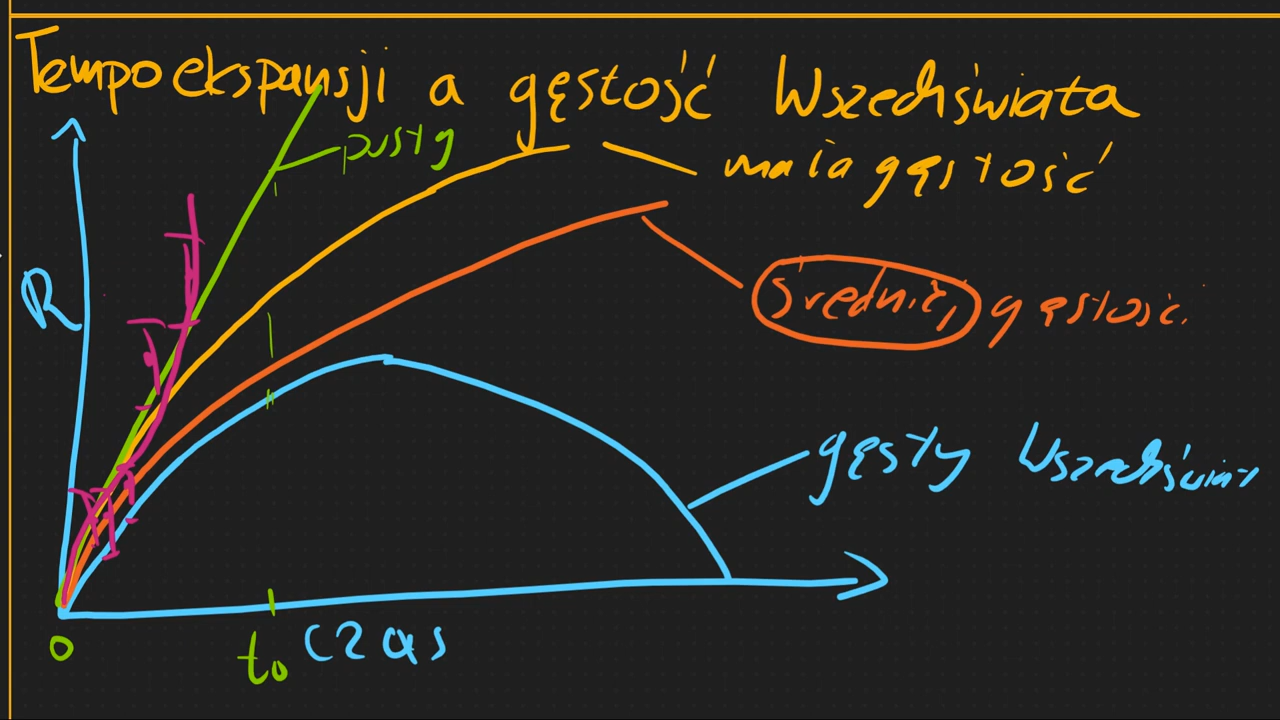 Tempo ekspansji a gęstość Wszechświata
pusty
mała gęstość
R
średnia gęstość
gęsty Wszechświat
0
t₀ czas